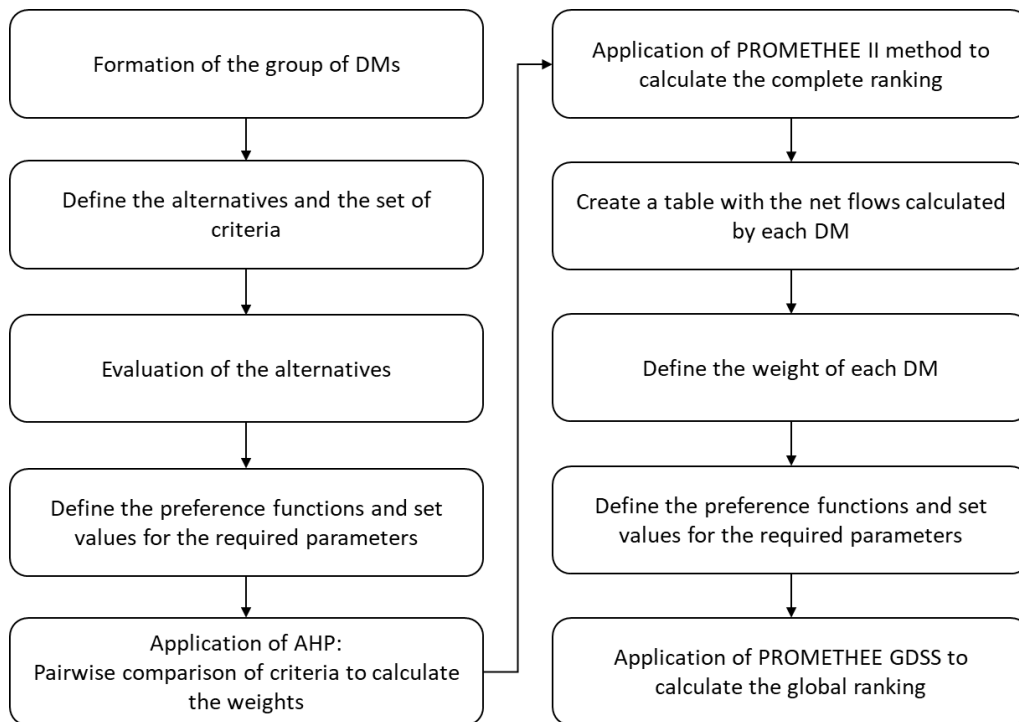 Formation of the group of DMs
Define the alternatives and the set of
criteria
Evaluation of the alternatives
Define the preference functions and set
values for the required parameters
Application of AHP:
Pairwise comparison of criteria to calculate
the weights
Application of PROMETHEE II method to
calculate the complete ranking
Create a table with the net flows calculated
by each DM
Define the weight of each DM
Define the preference functions and set
values for the required parameters
Application of PROMETHEE GDSS to
calculate the global ranking